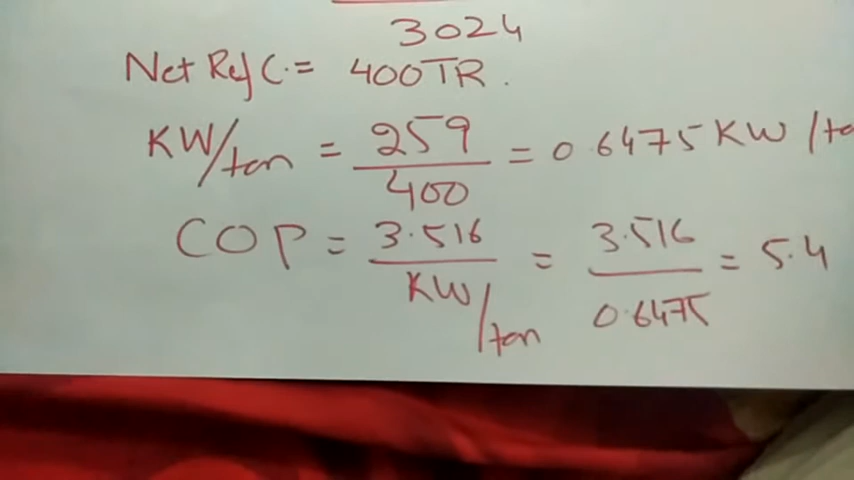 3024
Net Ref C. = 400TR.
KW/ton = 259/400 = 0.6475 KW/to
COP = 3.516/KW/ton = 3.516/0.6475 = 5.4